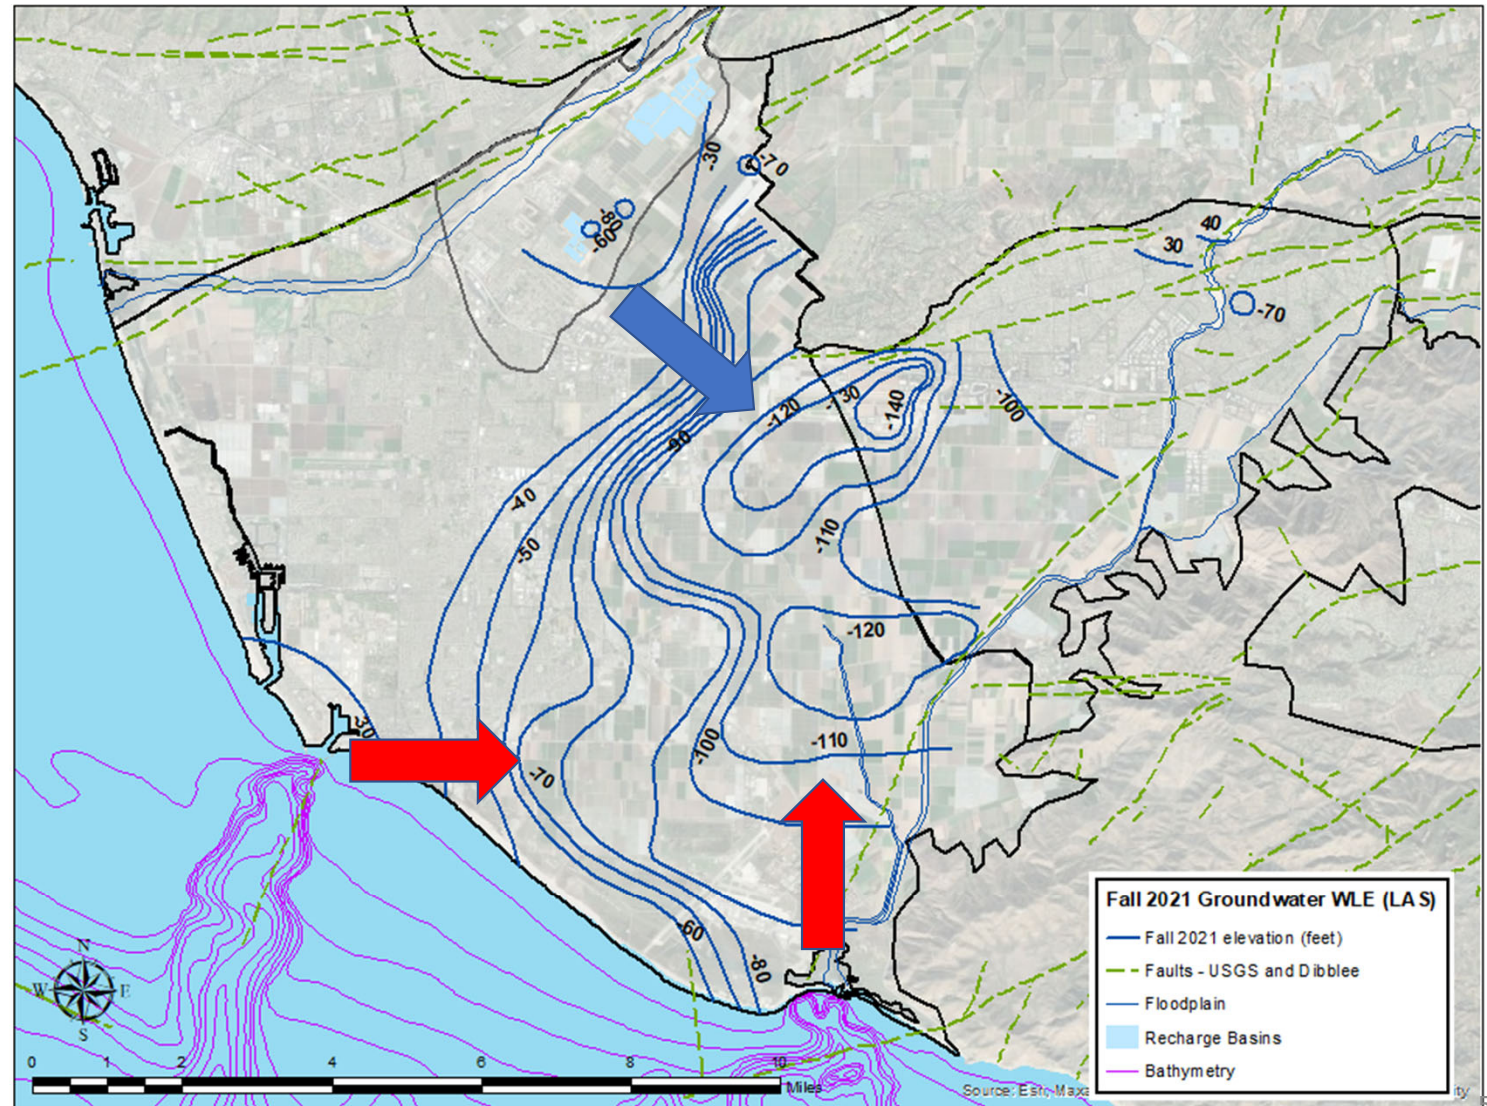 -30
-70
-80
-60
40
30
-70
-120
-130
-140
-100
-90
-40
-50
-110
-120
-30
-100
-110
-70
-60
-80
N
W
E
S
0 1 2 4 6 8 10
Miles
Fall 2021 Groundwater WLE (LAS)
Fall 2021 elevation (feet)
Faults - USGS and Dibblee
Floodplain
Recharge Basins
Bathymetry
Source: Esri, Maxa